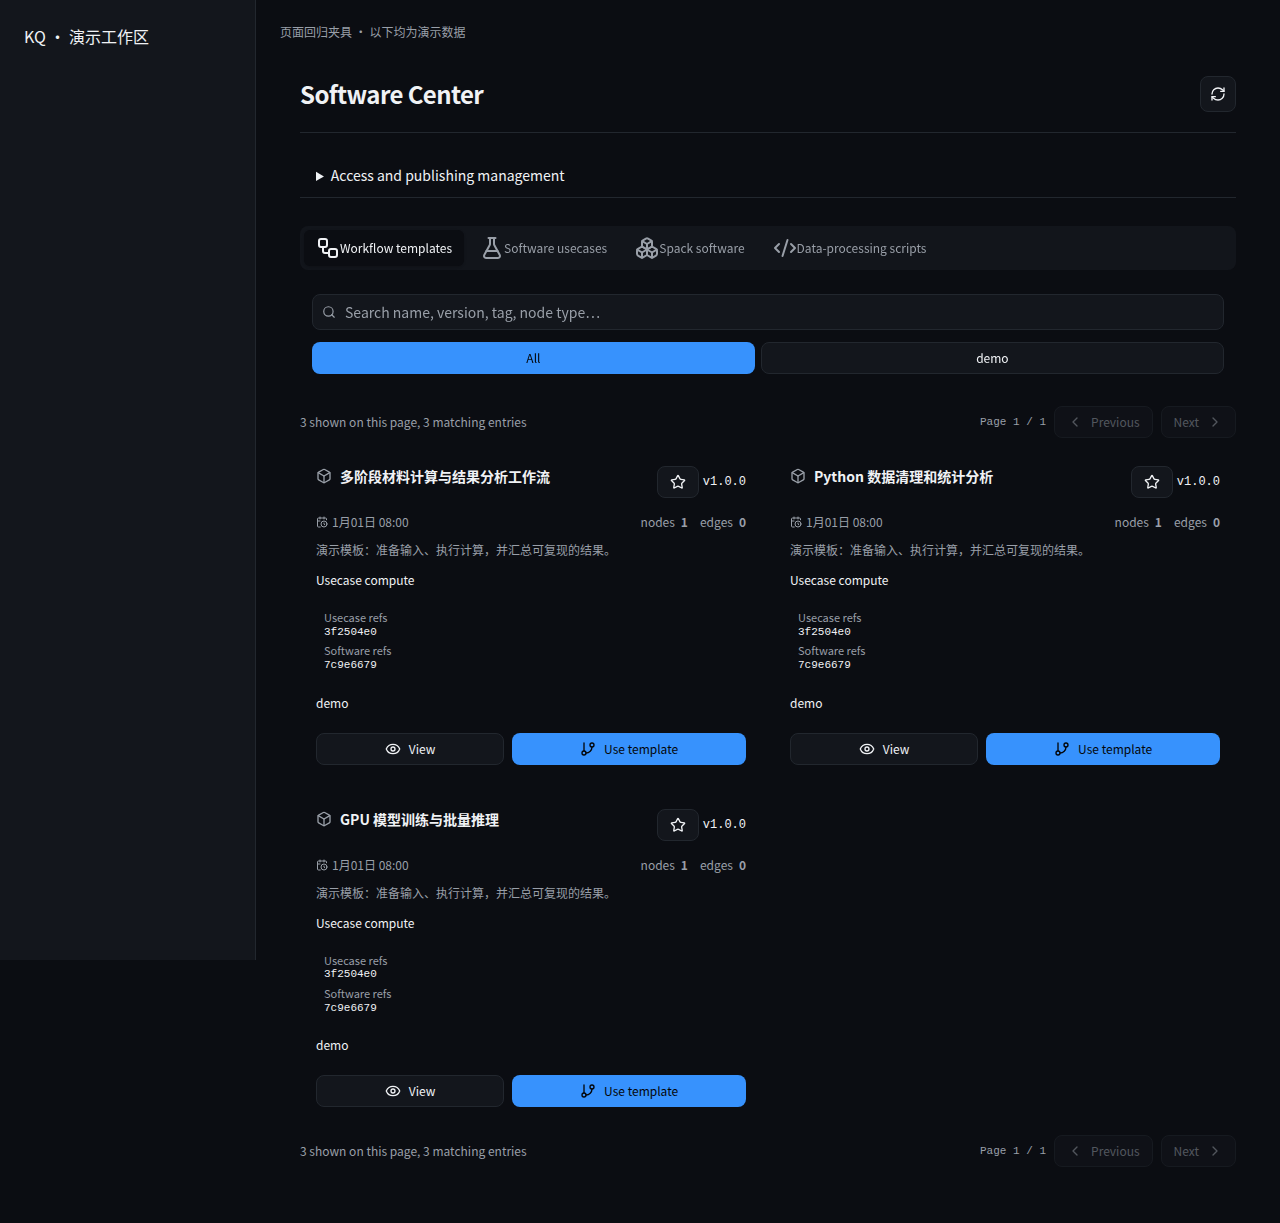 KQ · 演示工作区
页面回归夹具 · 以下均为演示数据
Software Center
Access and publishing management
Workflow templates
Software usecases
Spack software
Data-processing scripts
Search name, version, tag, node type…
All
demo
3 shown on this page, 3 matching entries
Page 1 / 1
Previous
Next
多阶段材料计算与结果分析工作流
v1.0.0
1月01日 08:00
nodes 1 edges 0
演示模板：准备输入、执行计算，并汇总可复现的结果。
Usecase compute
Usecase refs
3f2504e0
Software refs
7c9e6679
demo
View
Use template
Python 数据清理和统计分析
v1.0.0
1月01日 08:00
nodes 1 edges 0
演示模板：准备输入、执行计算，并汇总可复现的结果。
Usecase compute
Usecase refs
3f2504e0
Software refs
7c9e6679
demo
View
Use template
GPU 模型训练与批量推理
v1.0.0
1月01日 08:00
nodes 1 edges 0
演示模板：准备输入、执行计算，并汇总可复现的结果。
Usecase compute
Usecase refs
3f2504e0
Software refs
7c9e6679
demo
View
Use template
3 shown on this page, 3 matching entries
Page 1 / 1
Previous
Next